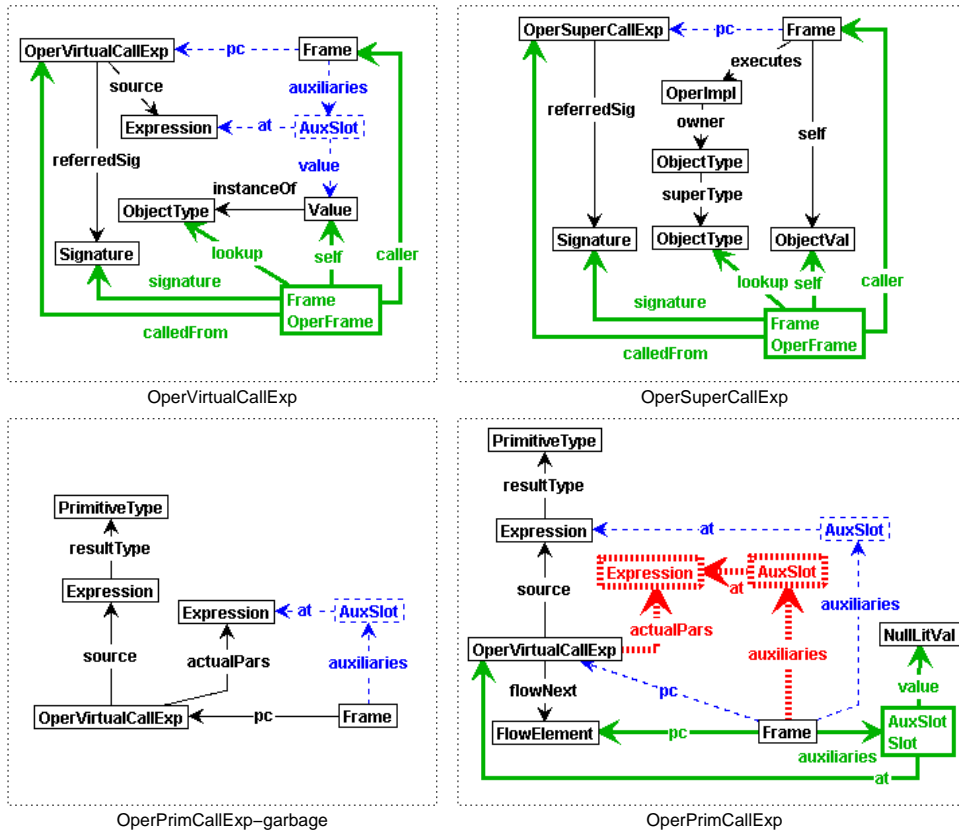 OperVirtualCallExp
pc
Frame
source
auxiliaries
Expression
at
AuxSlot
referredSig
value
instanceOf
ObjectType
Value
Signature
lookup
self
caller
signature
Frame
OperFrame
calledFrom
OperVirtualCallExp
OperSuperCallExp
pc
Frame
executes
OperImpl
referredSig
owner
self
ObjectType
superType
Signature
ObjectType
ObjectVal
lookup
self
caller
signature
Frame
OperFrame
calledFrom
OperSuperCallExp
PrimitiveType
resultType
Expression
Expression
at
AuxSlot
source
actualPars
auxiliaries
OperVirtualCallExp
pc
Frame
OperPrimCallExp–garbage
PrimitiveType
resultType
Expression
at
AuxSlot
Expression
AuxSlot
at
source
auxiliaries
actualPars
NullLitVal
OperVirtualCallExp
auxiliaries
flowNext
pc
value
FlowElement
pc
Frame
AuxSlot
Slot
auxiliaries
at
OperPrimCallExp